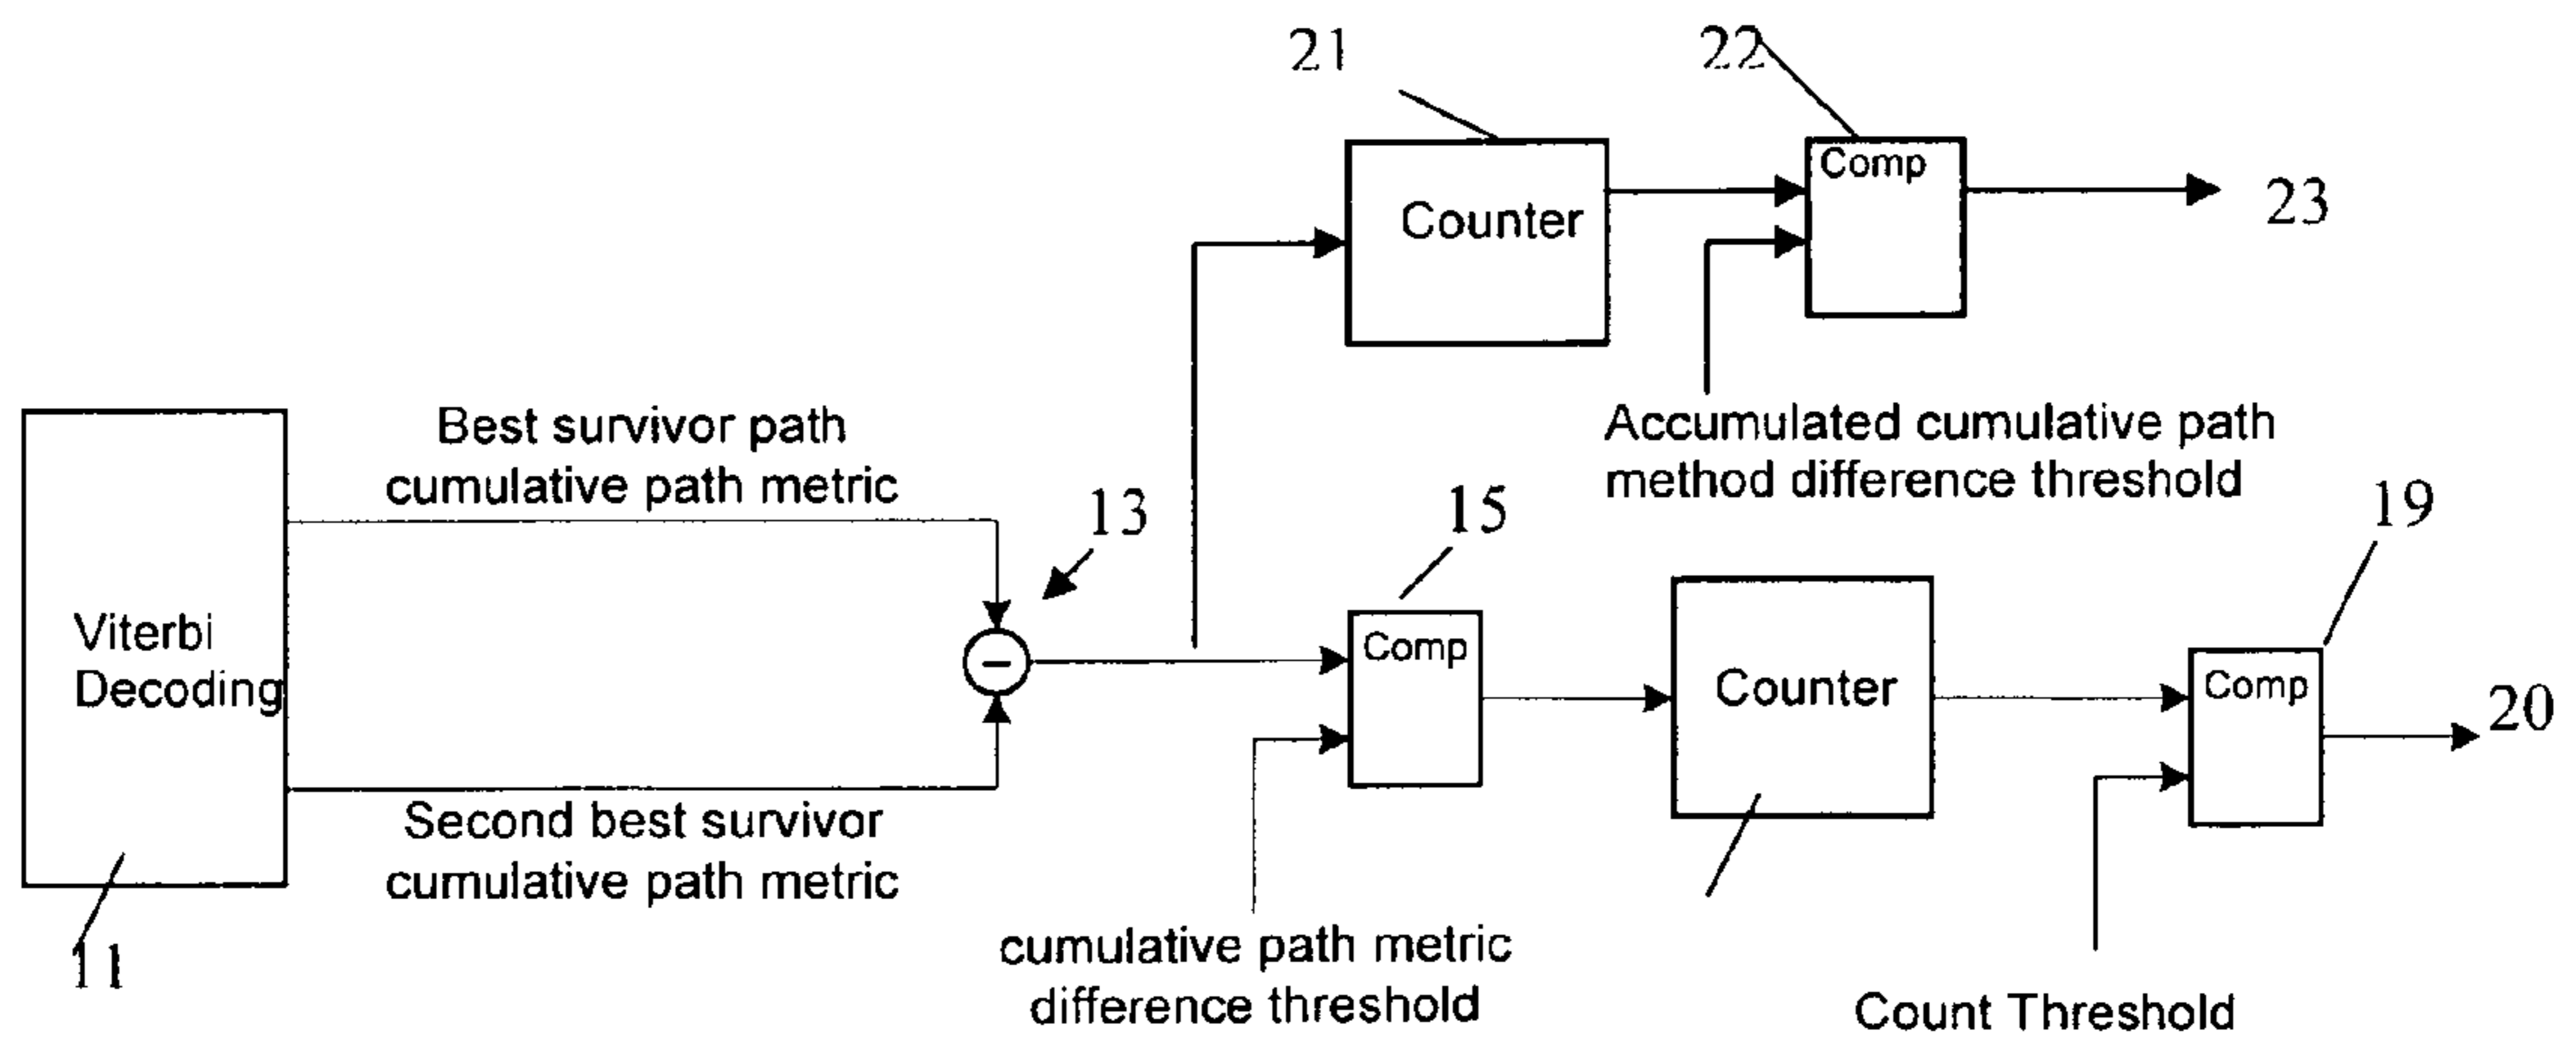 21
22
Comp
Counter
23
Accumulated cumulative path
method difference threshold
Best survivor path
cumulative path metric
13
15
19
Viterbi
Decoding
−
Comp
Counter
Comp
20
Second best survivor
cumulative path metric
11
cumulative path metric
difference threshold
Count Threshold